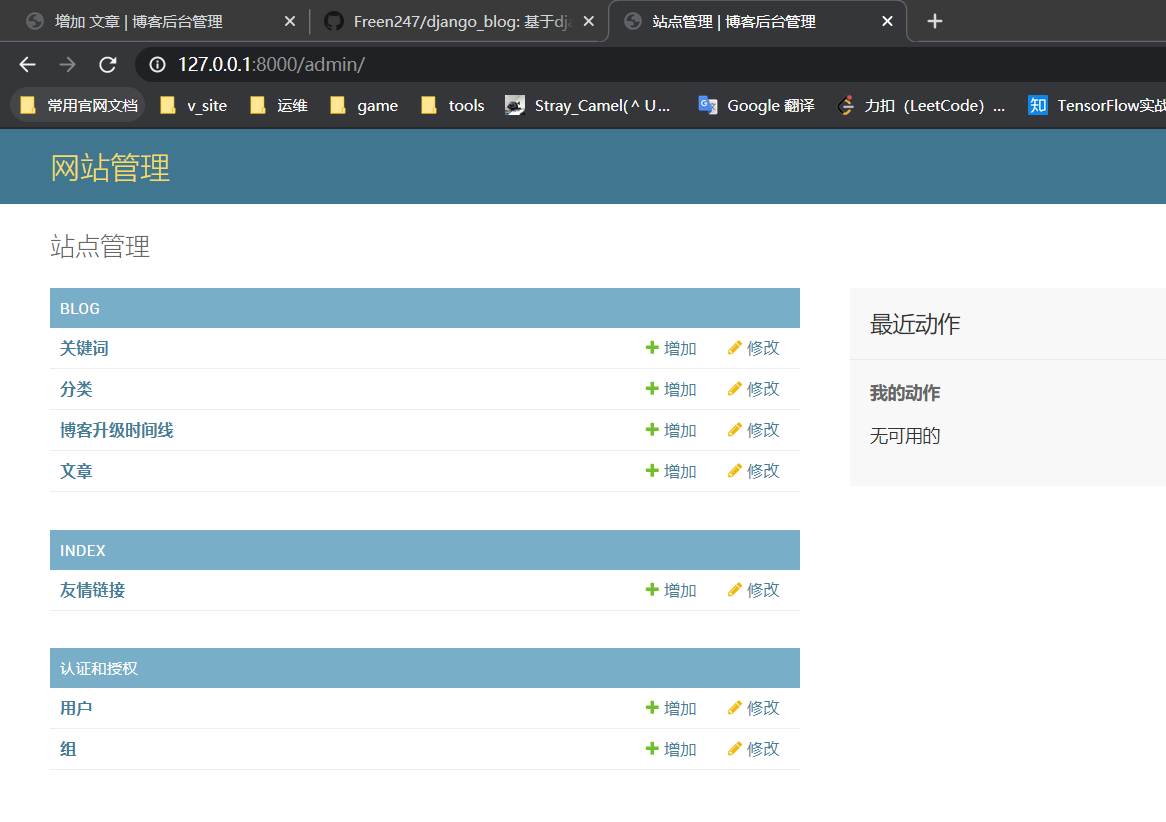 增加 文章 | 博客后台管理
Freen247/django_blog: 基于dja
站点管理 | 博客后台管理
127.0.0.1:8000/admin/
常用官网文档 v_site 运维 game tools Stray_Camel(^U... Google 翻译 力扣（LeetCode）... 知 TensorFlow实战
网站管理
站点管理
BLOG
关键词 增加 修改
分类 增加 修改
博客升级时间线 增加 修改
文章 增加 修改
INDEX
友情链接 增加 修改
认证和授权
用户 增加 修改
组 增加 修改
最近动作
我的动作
无可用的